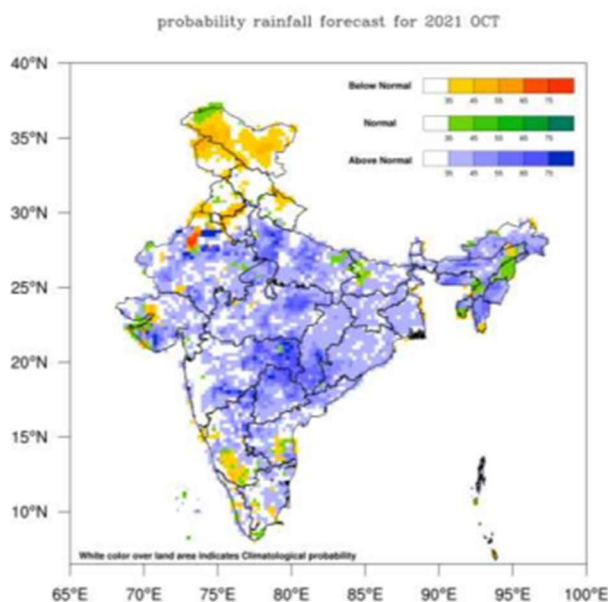 probability rainfall forecast for 2021 OCT
40°N
35°N
30°N
25°N
20°N
15°N
10°N
Below Normal
35 45 55 65 75
Normal
35 45 55 65 75
Above Normal
35 45 55 65 75
White color over land area indicates Climatological probability
65°E 70°E 75°E 80°E 85°E 90°E 95°E 100°E